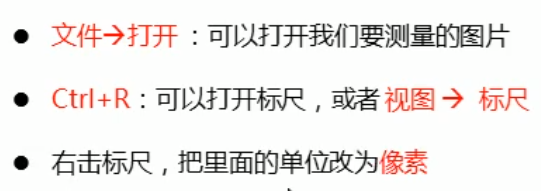 ● 文件→打开：可以打开我们要测量的图片
● Ctrl+R：可以打开标尺，或者视图→ 标尺
● 右击标尺，把里面的单位改为像素